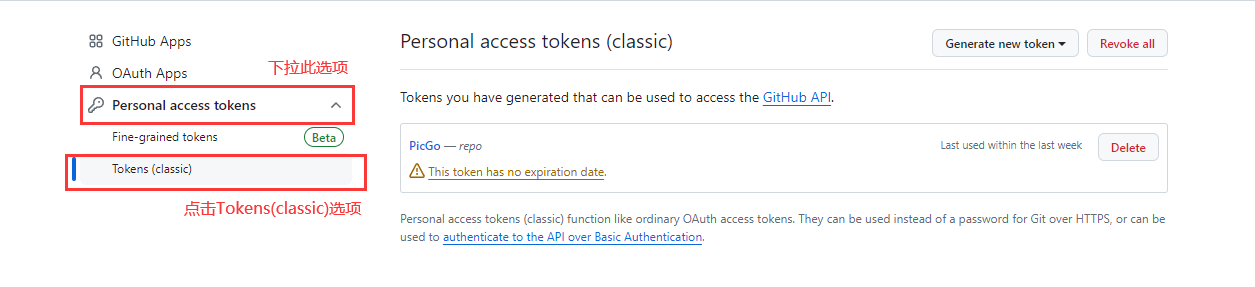 GitHub Apps
OAuth Apps
下拉此选项
Personal access tokens
Fine-grained tokens
Beta
Tokens (classic)
点击Tokens(classic)选项
Personal access tokens (classic)
Generate new token
Revoke all
Tokens you have generated that can be used to access the GitHub API.
PicGo — repo
Last used within the last week
Delete
This token has no expiration date.
Personal access tokens (classic) function like ordinary OAuth access tokens. They can be used instead of a password for Git over HTTPS, or can be
used to authenticate to the API over Basic Authentication.